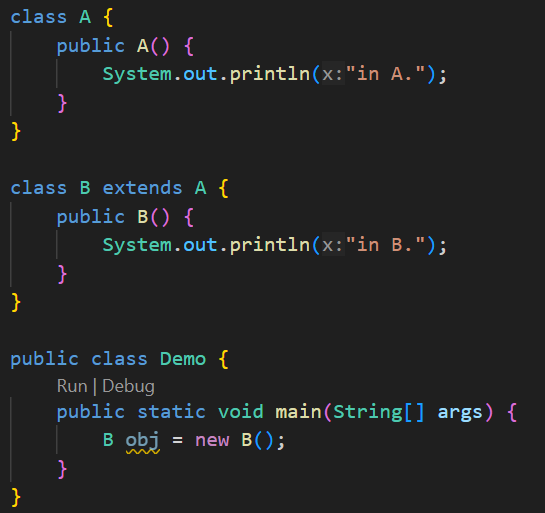 class A {
    public A() {
        System.out.println(x:"in A.");
    }
}

class B extends A {
    public B() {
        System.out.println(x:"in B.");
    }
}

public class Demo {
    Run | Debug
    public static void main(String[] args) {
        B obj = new B();
    }
}